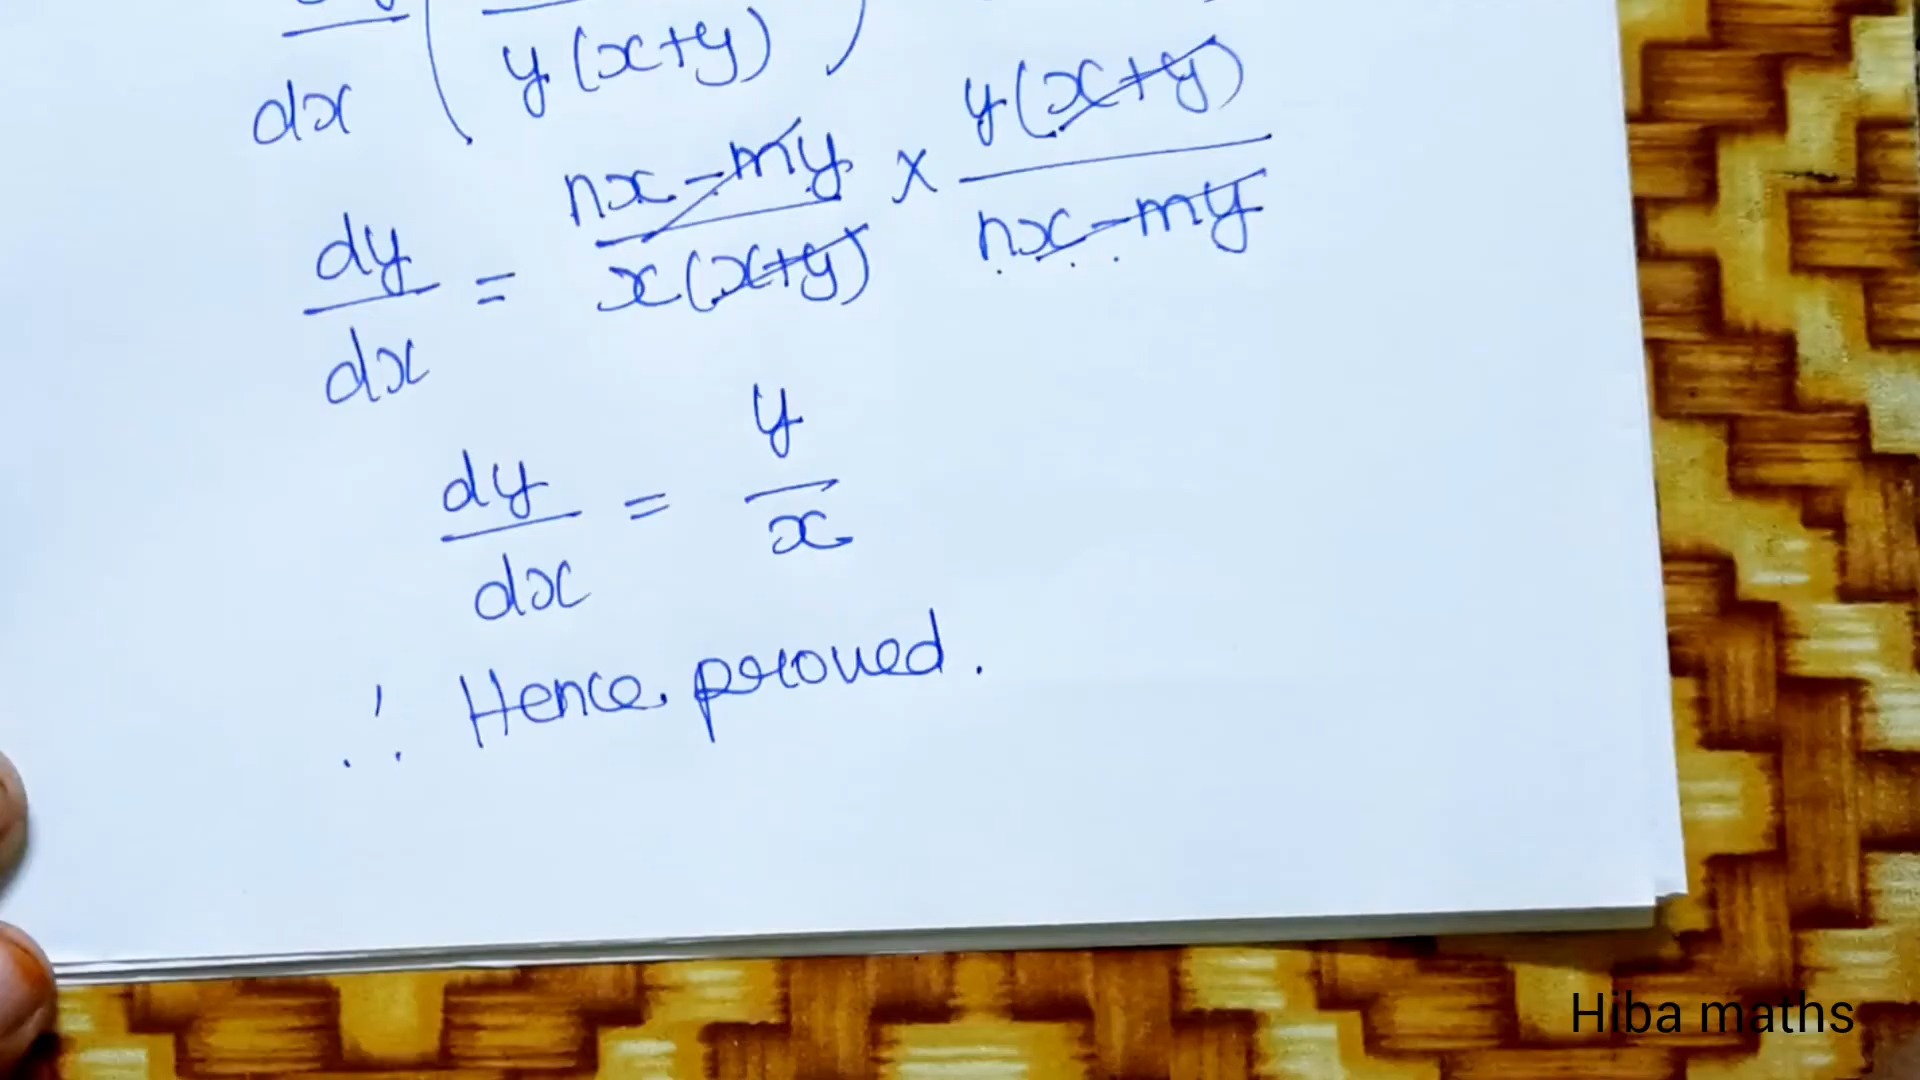 dx ( y(x+y) )
dy/dx = nx-my / x(x+y) × y(x+y) / nx-my
dy/dx = y/x
∴ Hence proved.
Hiba maths